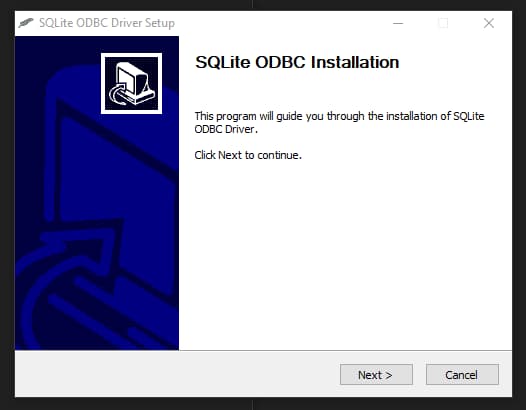 SQLite ODBC Driver Setup
SQLite ODBC Installation
This program will guide you through the installation of SQLite
ODBC Driver.
Click Next to continue.
Next >
Cancel